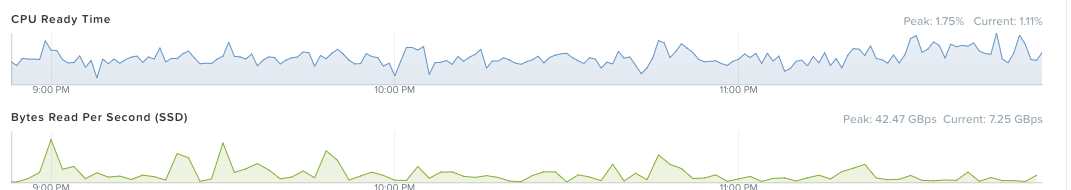 CPU Ready Time
Peak: 1.75% Current: 1.11%
9:00 PM 10:00 PM 11:00 PM
Bytes Read Per Second (SSD)
Peak: 42.47 GBps Current: 7.25 GBps
9:00 PM 10:00 PM 11:00 PM